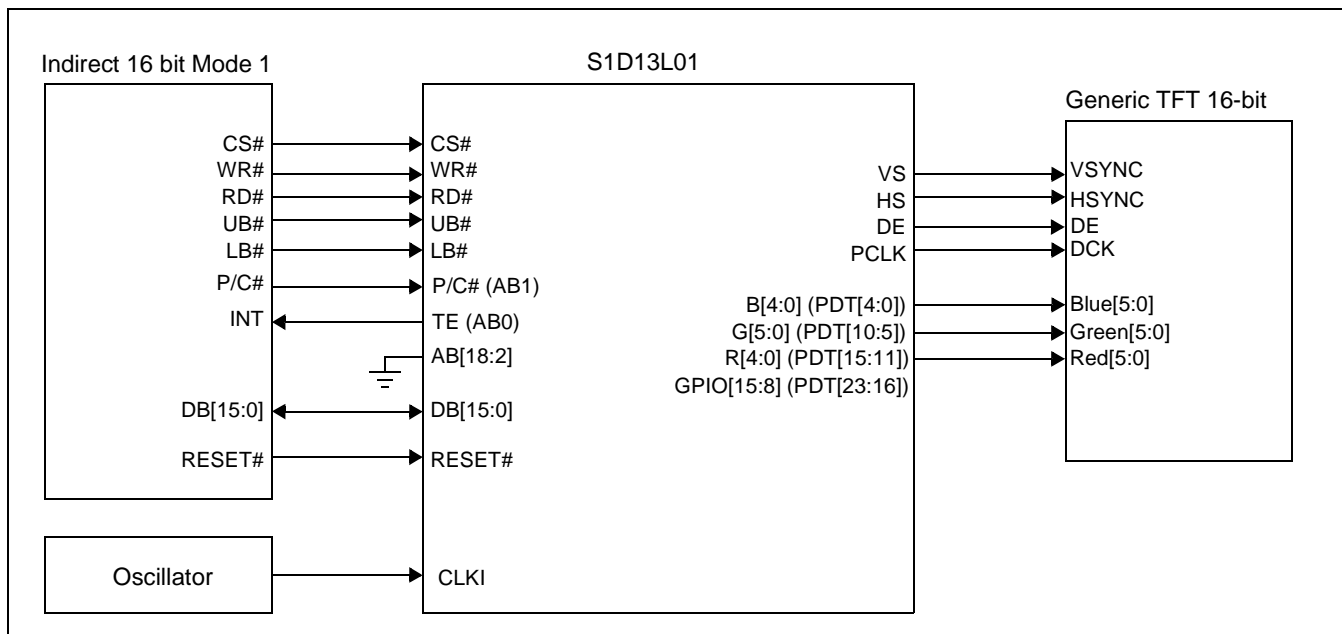 Indirect 16 bit Mode 1
CS#
WR#
RD#
UB#
LB#
P/C#
INT
DB[15:0]
RESET#
Oscillator
S1D13L01
CS#
WR#
RD#
UB#
LB#
P/C# (AB1)
TE (AB0)
AB[18:2]
DB[15:0]
RESET#
CLKI
VS
HS
DE
PCLK
B[4:0] (PDT[4:0])
G[5:0] (PDT[10:5])
R[4:0] (PDT[15:11])
GPIO[15:8] (PDT[23:16])
Generic TFT 16-bit
VSYNC
HSYNC
DE
DCK
Blue[5:0]
Green[5:0]
Red[5:0]